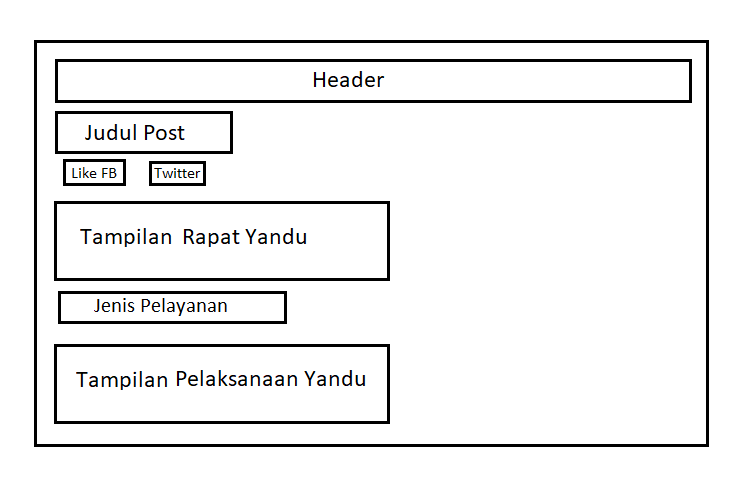 Header
Judul Post
Like FB
Twitter
Tampilan Rapat Yandu
Jenis Pelayanan
Tampilan Pelaksanaan Yandu